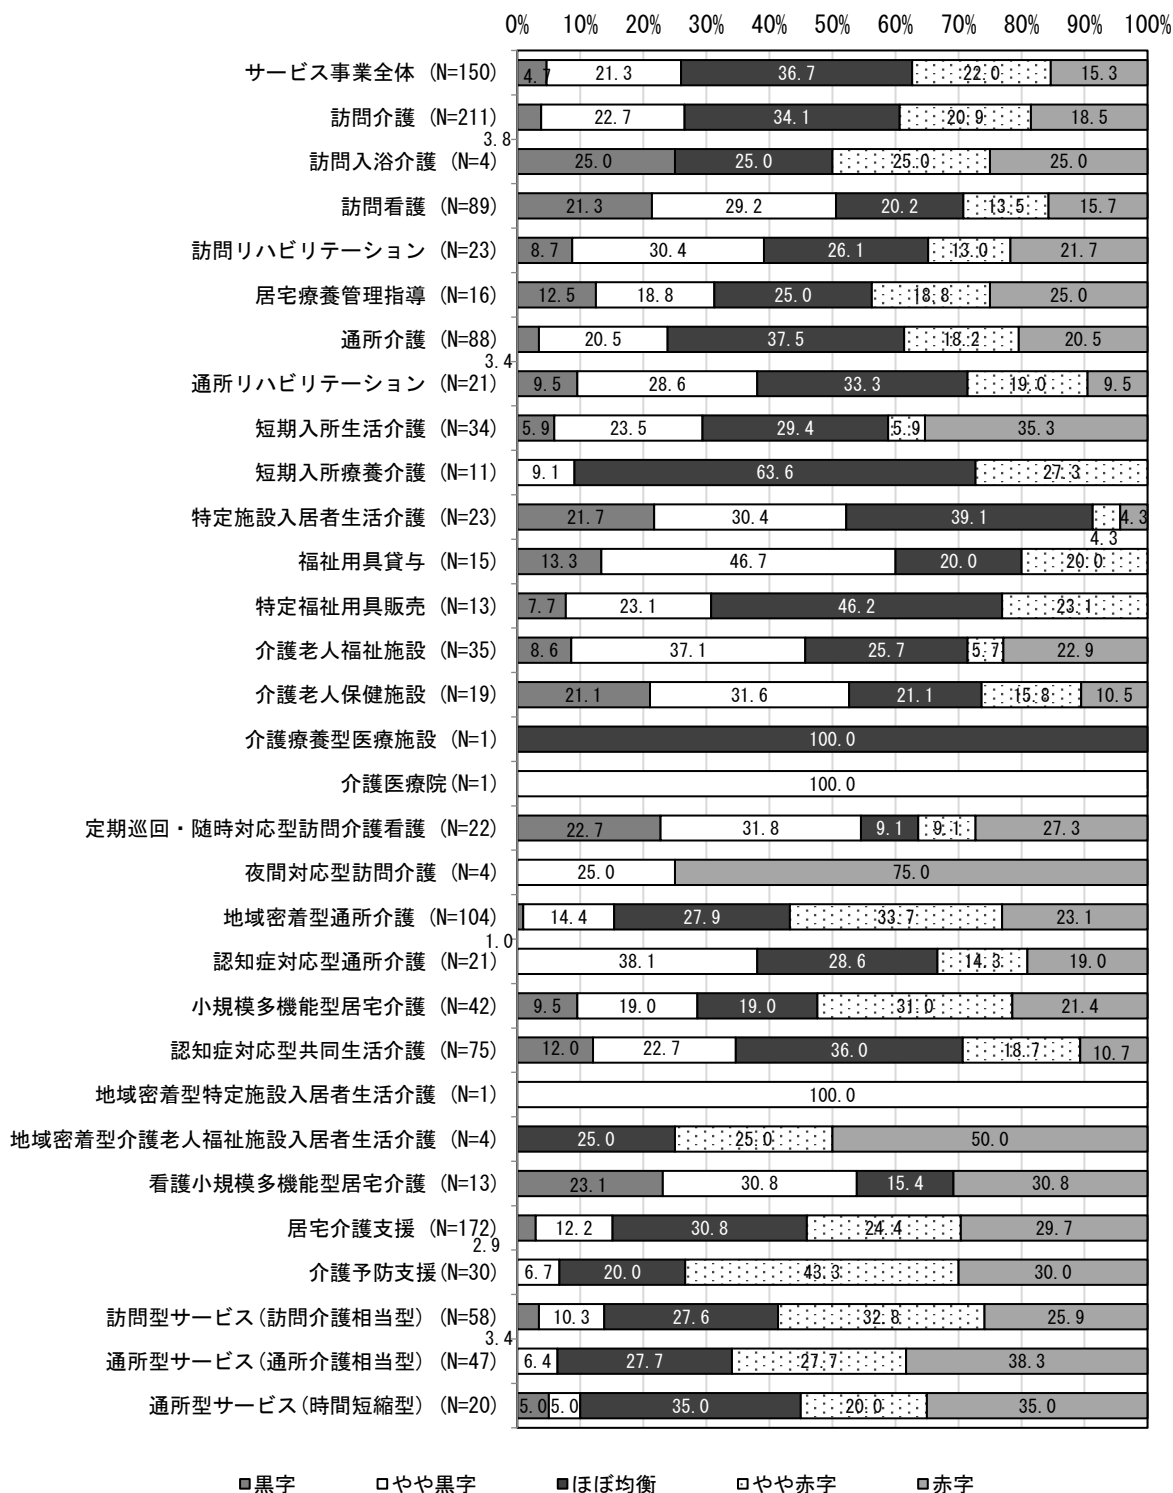 0% 10% 20% 30% 40% 50% 60% 70% 80% 90% 100%
サービス事業全体 (N=150) 4.7 21.3 36.7 22.0 15.3
訪問介護 (N=211) 3.8 22.7 34.1 20.9 18.5
訪問入浴介護 (N=4) 25.0 25.0 25.0 25.0
訪問看護 (N=89) 21.3 29.2 20.2 13.5 15.7
訪問リハビリテーション (N=23) 8.7 30.4 26.1 13.0 21.7
居宅療養管理指導 (N=16) 12.5 18.8 25.0 18.8 25.0
通所介護 (N=88) 3.4 20.5 37.5 18.2 20.5
通所リハビリテーション (N=21) 9.5 28.6 33.3 19.0 9.5
短期入所生活介護 (N=34) 5.9 23.5 29.4 5.9 35.3
短期入所療養介護 (N=11) 9.1 63.6 27.3
特定施設入居者生活介護 (N=23) 21.7 30.4 39.1 4.3 4.3
福祉用具貸与 (N=15) 13.3 46.7 20.0 20.0
特定福祉用具販売 (N=13) 7.7 23.1 46.2 23.1
介護老人福祉施設 (N=35) 8.6 37.1 25.7 5.7 22.9
介護老人保健施設 (N=19) 21.1 31.6 21.1 15.8 10.5
介護療養型医療施設 (N=1) 100.0
介護医療院(N=1) 100.0
定期巡回・随時対応型訪問介護看護 (N=22) 22.7 31.8 9.1 9.1 27.3
夜間対応型訪問介護 (N=4) 25.0 75.0
地域密着型通所介護 (N=104) 1.0 14.4 27.9 33.7 23.1
認知症対応型通所介護 (N=21) 38.1 28.6 14.3 19.0
小規模多機能型居宅介護 (N=42) 9.5 19.0 19.0 31.0 21.4
認知症対応型共同生活介護 (N=75) 12.0 22.7 36.0 18.7 10.7
地域密着型特定施設入居者生活介護 (N=1) 100.0
地域密着型介護老人福祉施設入居者生活介護 (N=4) 25.0 25.0 50.0
看護小規模多機能型居宅介護 (N=13) 23.1 30.8 15.4 30.8
居宅介護支援 (N=172) 2.9 12.2 30.8 24.4 29.7
介護予防支援(N=30) 6.7 20.0 43.3 30.0
訪問型サービス(訪問介護相当型) (N=58) 3.4 10.3 27.6 32.8 25.9
通所型サービス(通所介護相当型) (N=47) 6.4 27.7 27.7 38.3
通所型サービス(時間短縮型) (N=20) 5.0 5.0 35.0 20.0 35.0
黒字 やや黒字 ほぼ均衡 やや赤字 赤字